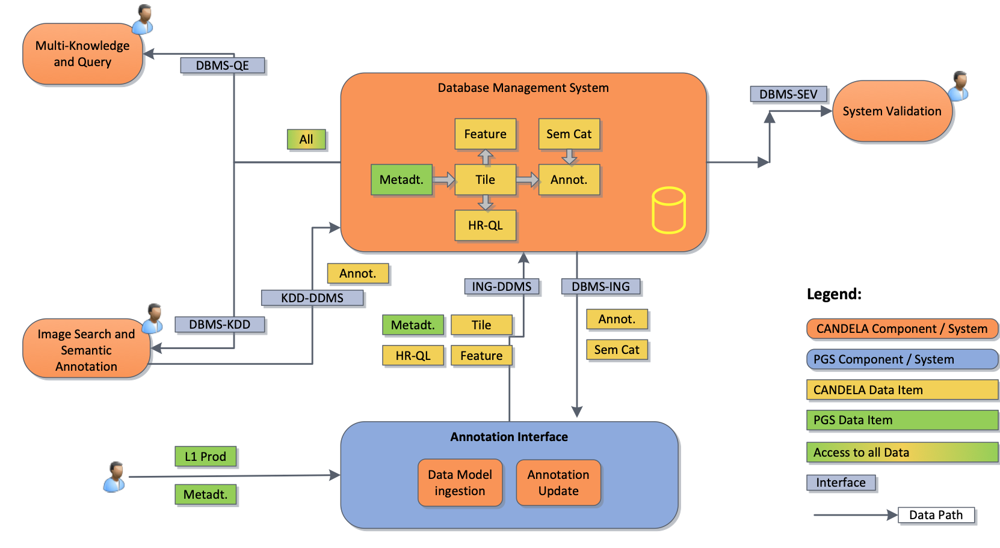 Multi-Knowledge
and Query
DBMS-QE
All
Database Management System
Feature
Sem Cat
Metadt.
Tile
Annot.
HR-QL
DBMS-SEV
System Validation
Annot.
KDD-DDMS
DBMS-KDD
Image Search and
Semantic
Annotation
ING-DDMS
DBMS-ING
Metadt.
Tile
HR-QL
Feature
Annot.
Sem Cat
L1 Prod
Metadt.
Annotation Interface
Data Model
ingestion
Annotation
Update
Legend:
CANDELA Component / System
PGS Component / System
CANDELA Data Item
PGS Data Item
Access to all Data
Interface
Data Path